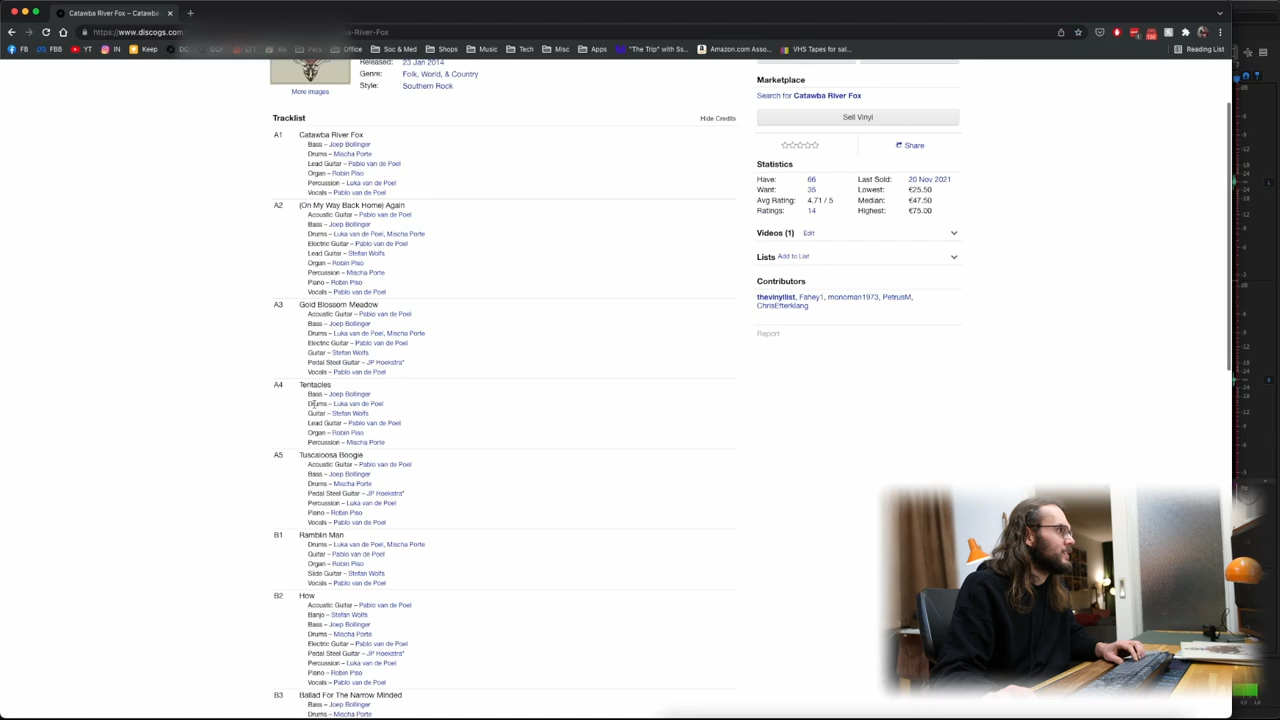 Catawba River Fox – Catawba
https://www.discogs.com
-River-Fox
FB
FBB
YT
IN
Keep
Office
Soc & Med
Shops
Music
Tech
Misc
Apps
"The Trip" with Ss...
Amazon.com Asso...
VHS Tapes for sal...
Reading List
Released: 23 Jan 2014
Genre: Folk, World, & Country
Style: Southern Rock
More images
Tracklist
Hide Credits
A1 Catawba River Fox
Bass – Joep Bollinger
Drums – Mischa Porte
Lead Guitar – Pablo van de Poel
Organ – Robin Piso
Percussion – Luka van de Poel
Vocals – Pablo van de Poel
A2 (On My Way Back Home) Again
Acoustic Guitar – Pablo van de Poel
Bass – Joep Bollinger
Drums – Luka van de Poel, Mischa Porte
Electric Guitar – Pablo van de Poel
Lead Guitar – Stefan Wolfs
Organ – Robin Piso
Percussion – Mischa Porte
Piano – Robin Piso
Vocals – Pablo van de Poel
A3 Gold Blossom Meadow
Acoustic Guitar – Pablo van de Poel
Bass – Joep Bollinger
Drums – Luka van de Poel, Mischa Porte
Electric Guitar – Pablo van de Poel
Guitar – Stefan Wolfs
Pedal Steel Guitar – JP Hoekstra*
Vocals – Pablo van de Poel
A4 Tentacles
Bass – Joep Bollinger
Drums – Luka van de Poel
Guitar – Stefan Wolfs
Lead Guitar – Pablo van de Poel
Organ – Robin Piso
Percussion – Mischa Porte
A5 Tuscaloosa Boogie
Acoustic Guitar – Pablo van de Poel
Bass – Joep Bollinger
Drums – Mischa Porte
Pedal Steel Guitar – JP Hoekstra*
Percussion – Luka van de Poel
Piano – Robin Piso
Vocals – Pablo van de Poel
B1 Ramblin Man
Drums – Luka van de Poel, Mischa Porte
Guitar – Pablo van de Poel
Organ – Robin Piso
Slide Guitar – Stefan Wolfs
Vocals – Pablo van de Poel
B2 How
Acoustic Guitar – Pablo van de Poel
Banjo – Stefan Wolfs
Bass – Joep Bollinger
Drums – Mischa Porte
Electric Guitar – Pablo van de Poel
Pedal Steel Guitar – JP Hoekstra*
Percussion – Luka van de Poel
Piano – Robin Piso
Vocals – Pablo van de Poel
B3 Ballad For The Narrow Minded
Bass – Joep Bollinger
Drums – Mischa Porte
Marketplace
Search for Catawba River Fox
Sell Vinyl
Share
Statistics
Have: 66
Want: 35
Avg Rating: 4.71 / 5
Ratings: 14
Last Sold: 20 Nov 2021
Lowest: €25.50
Median: €47.50
Highest: €75.00
Videos (1) Edit
Lists Add to List
Contributors
thevinyllist, Fahey1, monoman1973, PetrusM,
ChrisEfterklang
Report